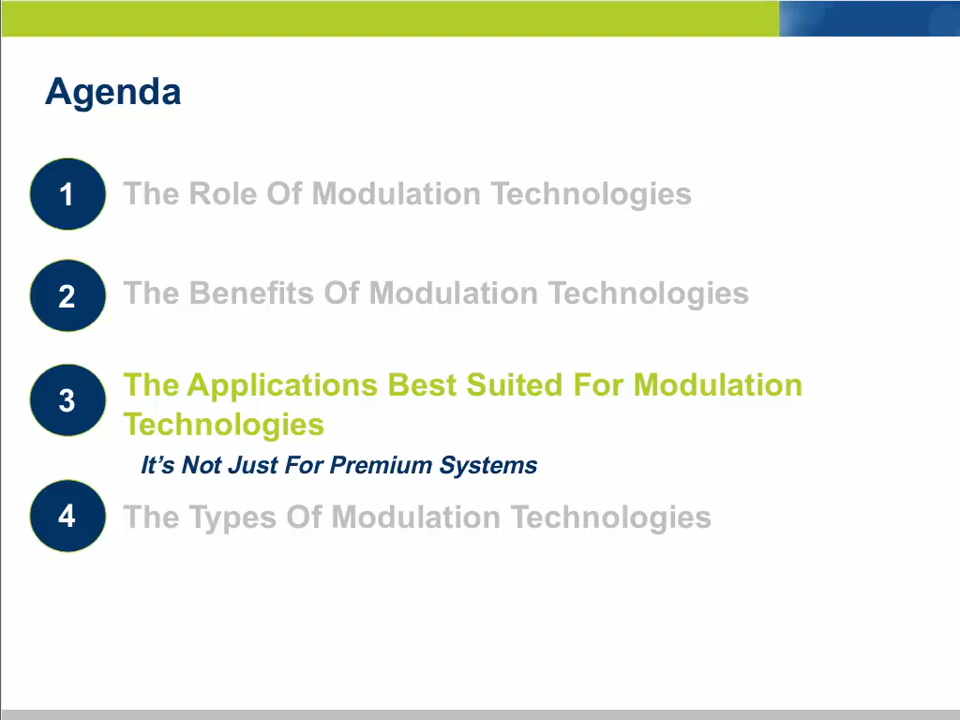 Agenda
1 The Role Of Modulation Technologies
2 The Benefits Of Modulation Technologies
3 The Applications Best Suited For Modulation
Technologies
It's Not Just For Premium Systems
4 The Types Of Modulation Technologies